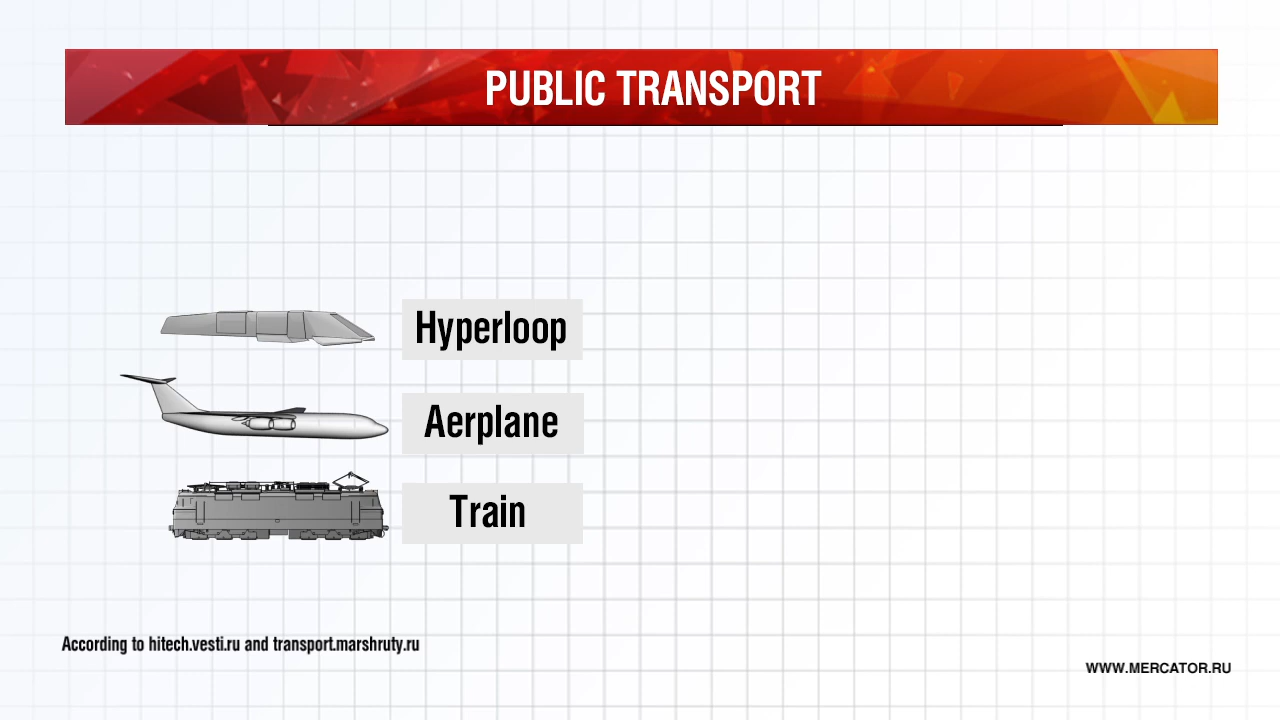 PUBLIC TRANSPORT
Hyperloop
Aerplane
Train
According to hitech.vesti.ru and transport.marshruty.ru
WWW.MERCATOR.RU